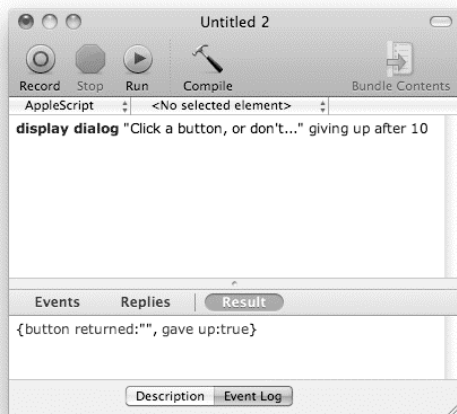 Untitled 2
Record Stop Run Compile Bundle Contents
AppleScript <No selected element>
display dialog "Click a button, or don't..." giving up after 10
Events Replies Result
{button returned:"", gave up:true}
Description Event Log